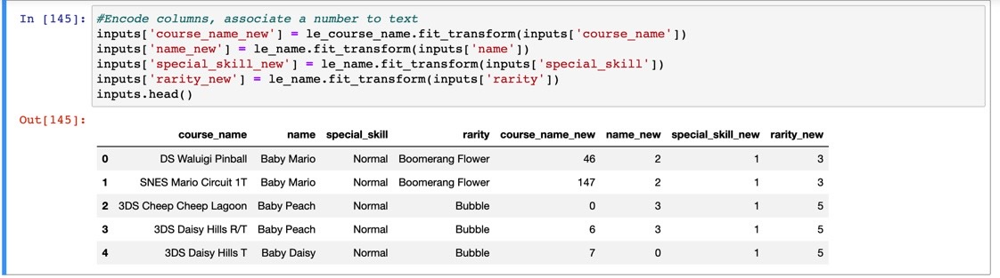 In [145]: #Encode columns, associate a number to text
inputs['course_name_new'] = le_course_name.fit_transform(inputs['course_name'])
inputs['name_new'] = le_name.fit_transform(inputs['name'])
inputs['special_skill_new'] = le_name.fit_transform(inputs['special_skill'])
inputs['rarity_new'] = le_name.fit_transform(inputs['rarity'])
inputs.head()
Out[145]:
course_name name special_skill rarity course_name_new name_new special_skill_new rarity_new
0 DS Waluigi Pinball Baby Mario Normal Boomerang Flower 46 2 1 3
1 SNES Mario Circuit 1T Baby Mario Normal Boomerang Flower 147 2 1 3
2 3DS Cheep Cheep Lagoon Baby Peach Normal Bubble 0 3 1 5
3 3DS Daisy Hills R/T Baby Peach Normal Bubble 6 3 1 5
4 3DS Daisy Hills T Baby Daisy Normal Bubble 7 0 1 5